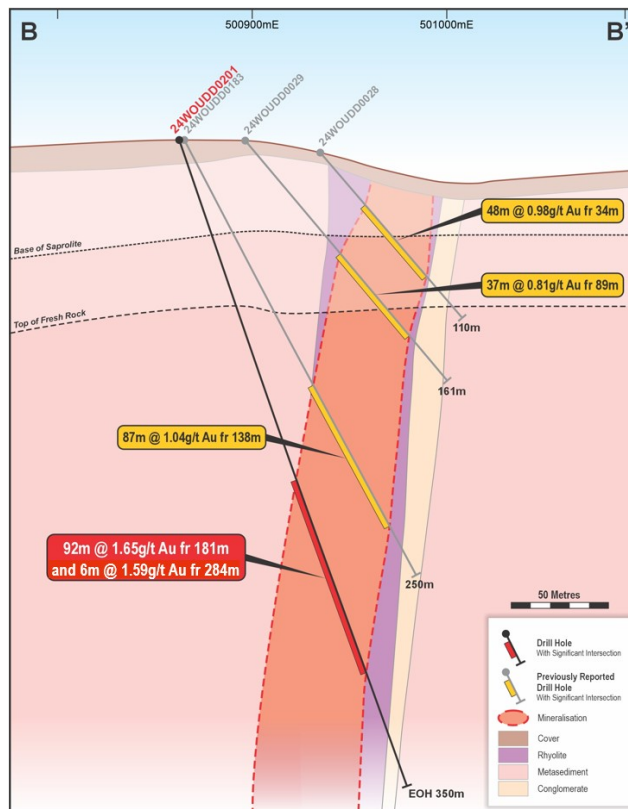 B
500900mE
501000mE
B'
24WOUDD0201
24WOUDD0183
24WOUDD0029
24WOUDD0028
48m @ 0.98g/t Au fr 34m
Base of Saprolite
37m @ 0.81g/t Au fr 89m
Top of Fresh Rock
110m
161m
87m @ 1.04g/t Au fr 138m
92m @ 1.65g/t Au fr 181m
and 6m @ 1.59g/t Au fr 284m
250m
50 Metres
Drill Hole
With Significant Intersection
Previously Reported
Drill Hole
With Significant Intersection
Mineralisation
Cover
Rhyolite
Metasediment
Conglomerate
EOH 350m